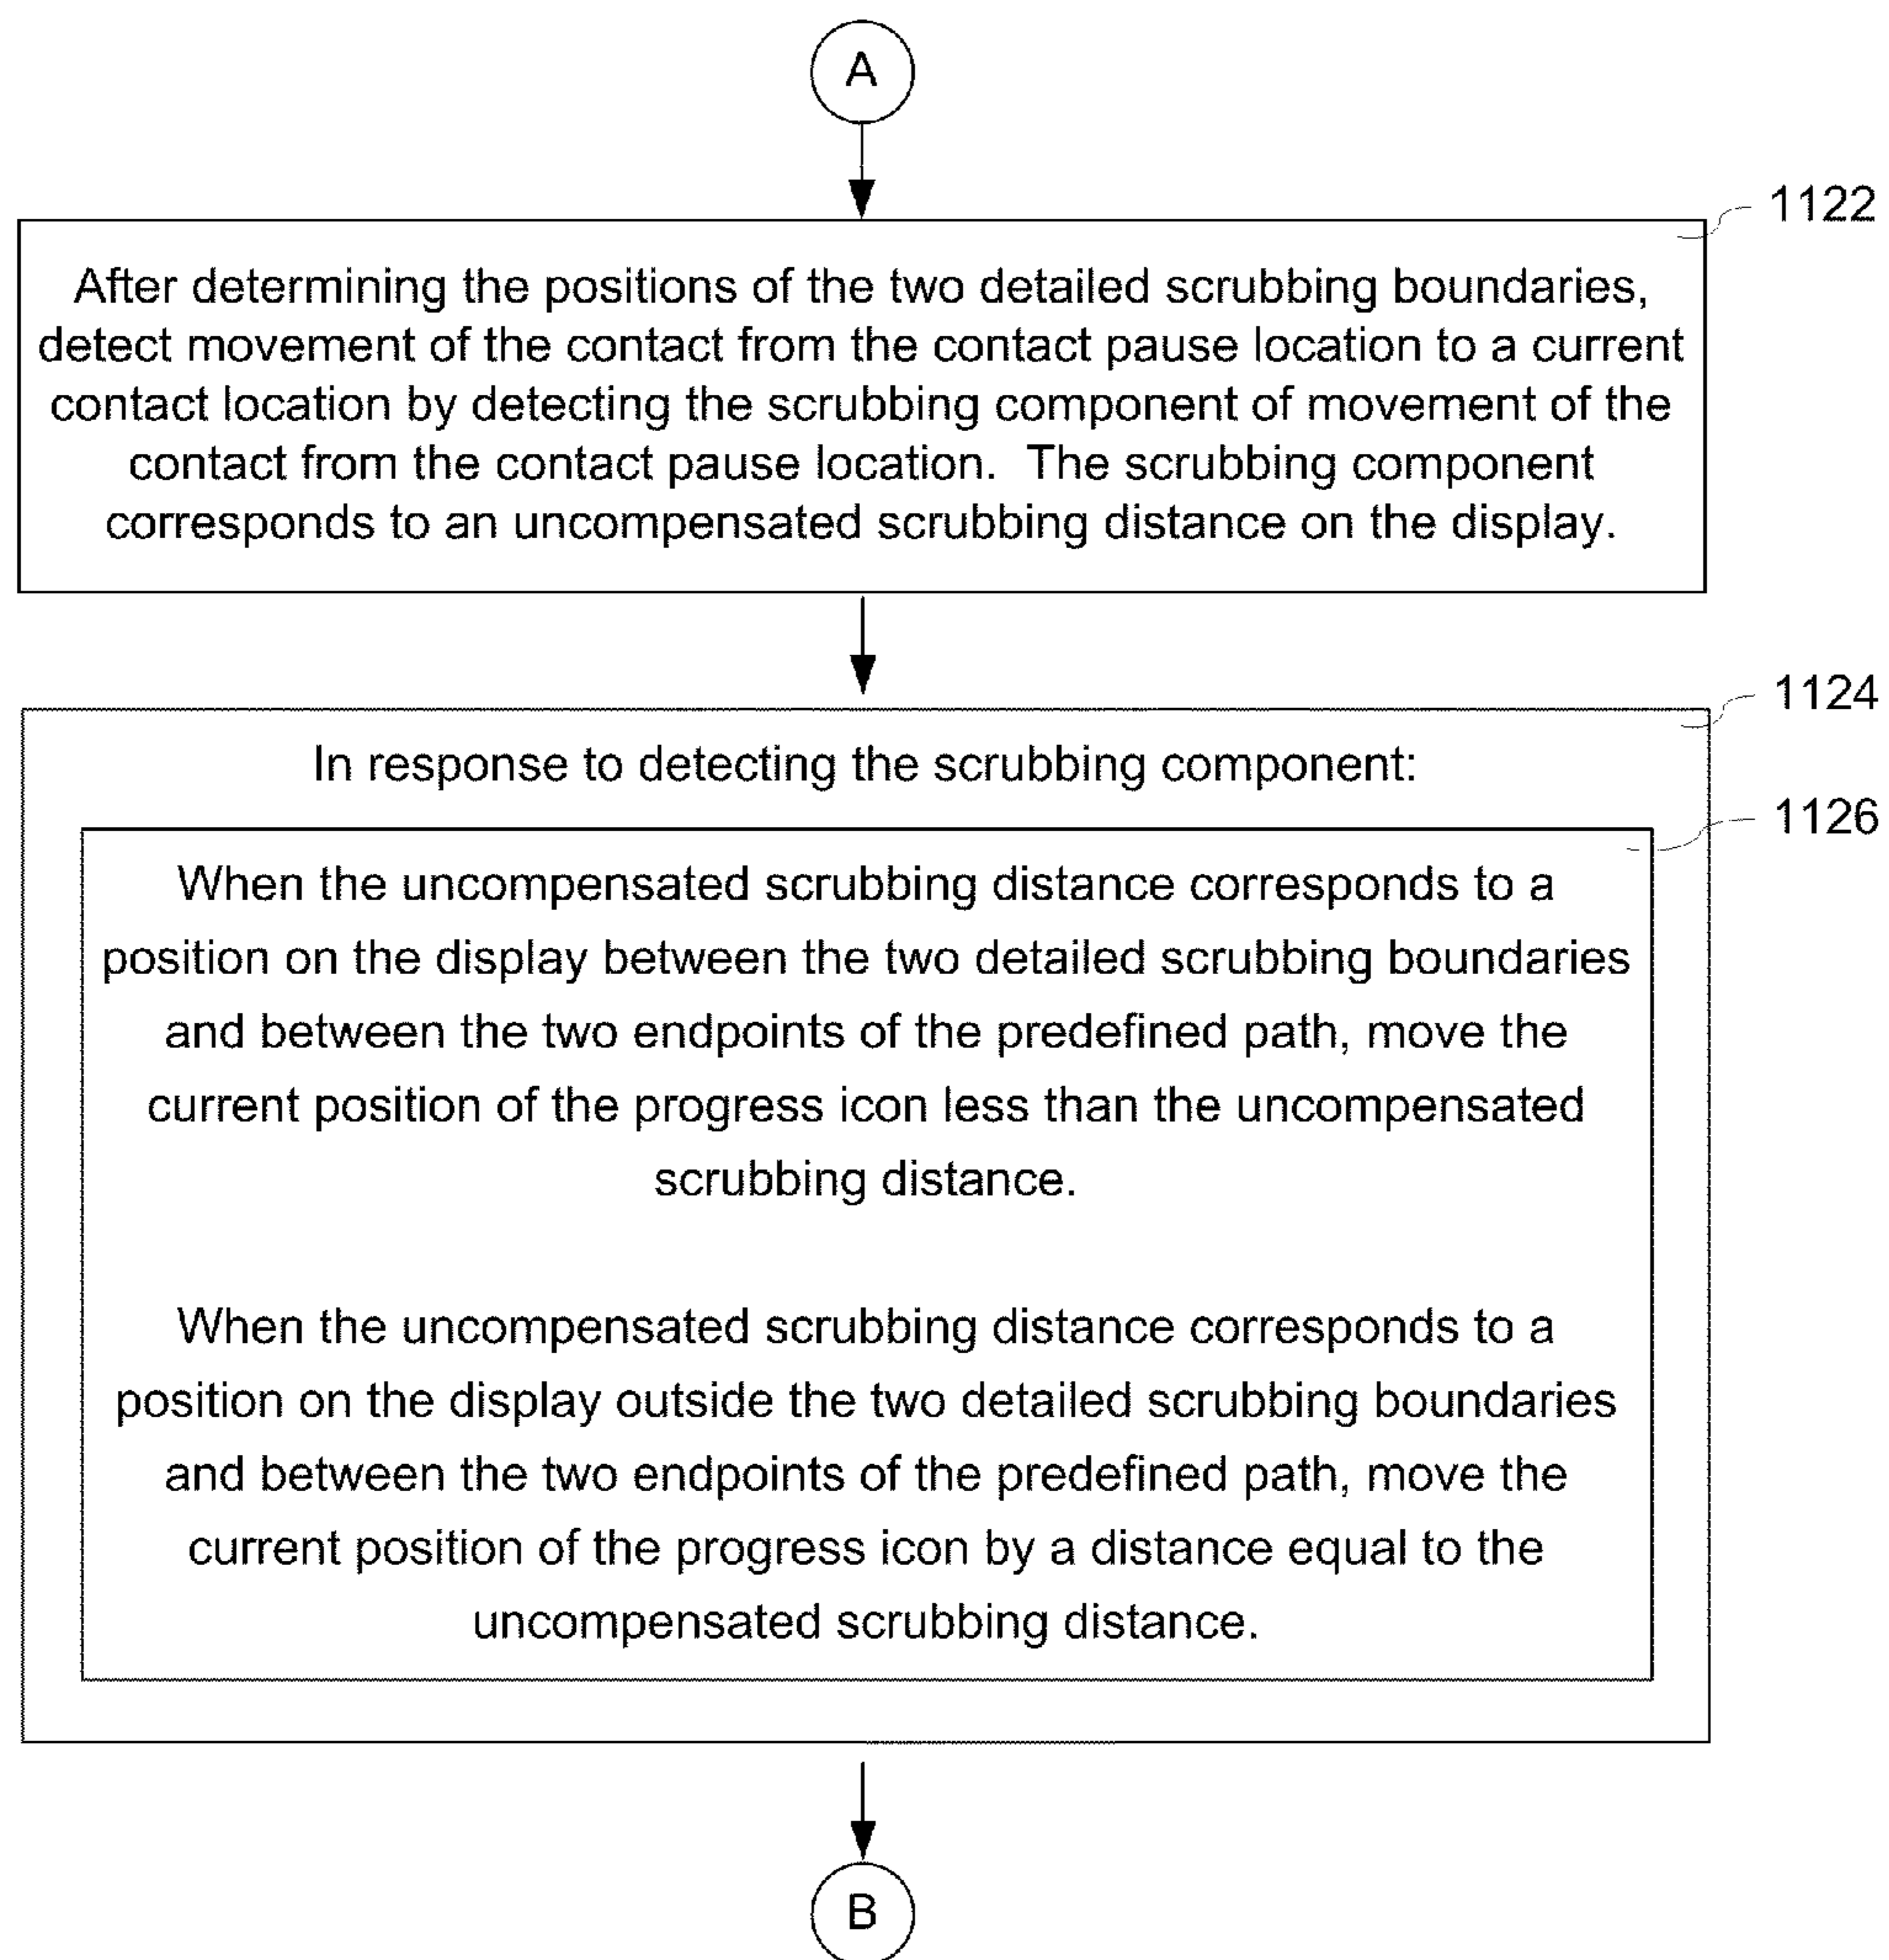 A
1122
After determining the positions of the two detailed scrubbing boundaries,
detect movement of the contact from the contact pause location to a current
contact location by detecting the scrubbing component of movement of the
contact from the contact pause location.  The scrubbing component
corresponds to an uncompensated scrubbing distance on the display.
1124
In response to detecting the scrubbing component:
1126
When the uncompensated scrubbing distance corresponds to a
position on the display between the two detailed scrubbing boundaries
and between the two endpoints of the predefined path, move the
current position of the progress icon less than the uncompensated
scrubbing distance.
When the uncompensated scrubbing distance corresponds to a
position on the display outside the two detailed scrubbing boundaries
and between the two endpoints of the predefined path, move the
current position of the progress icon by a distance equal to the
uncompensated scrubbing distance.
B